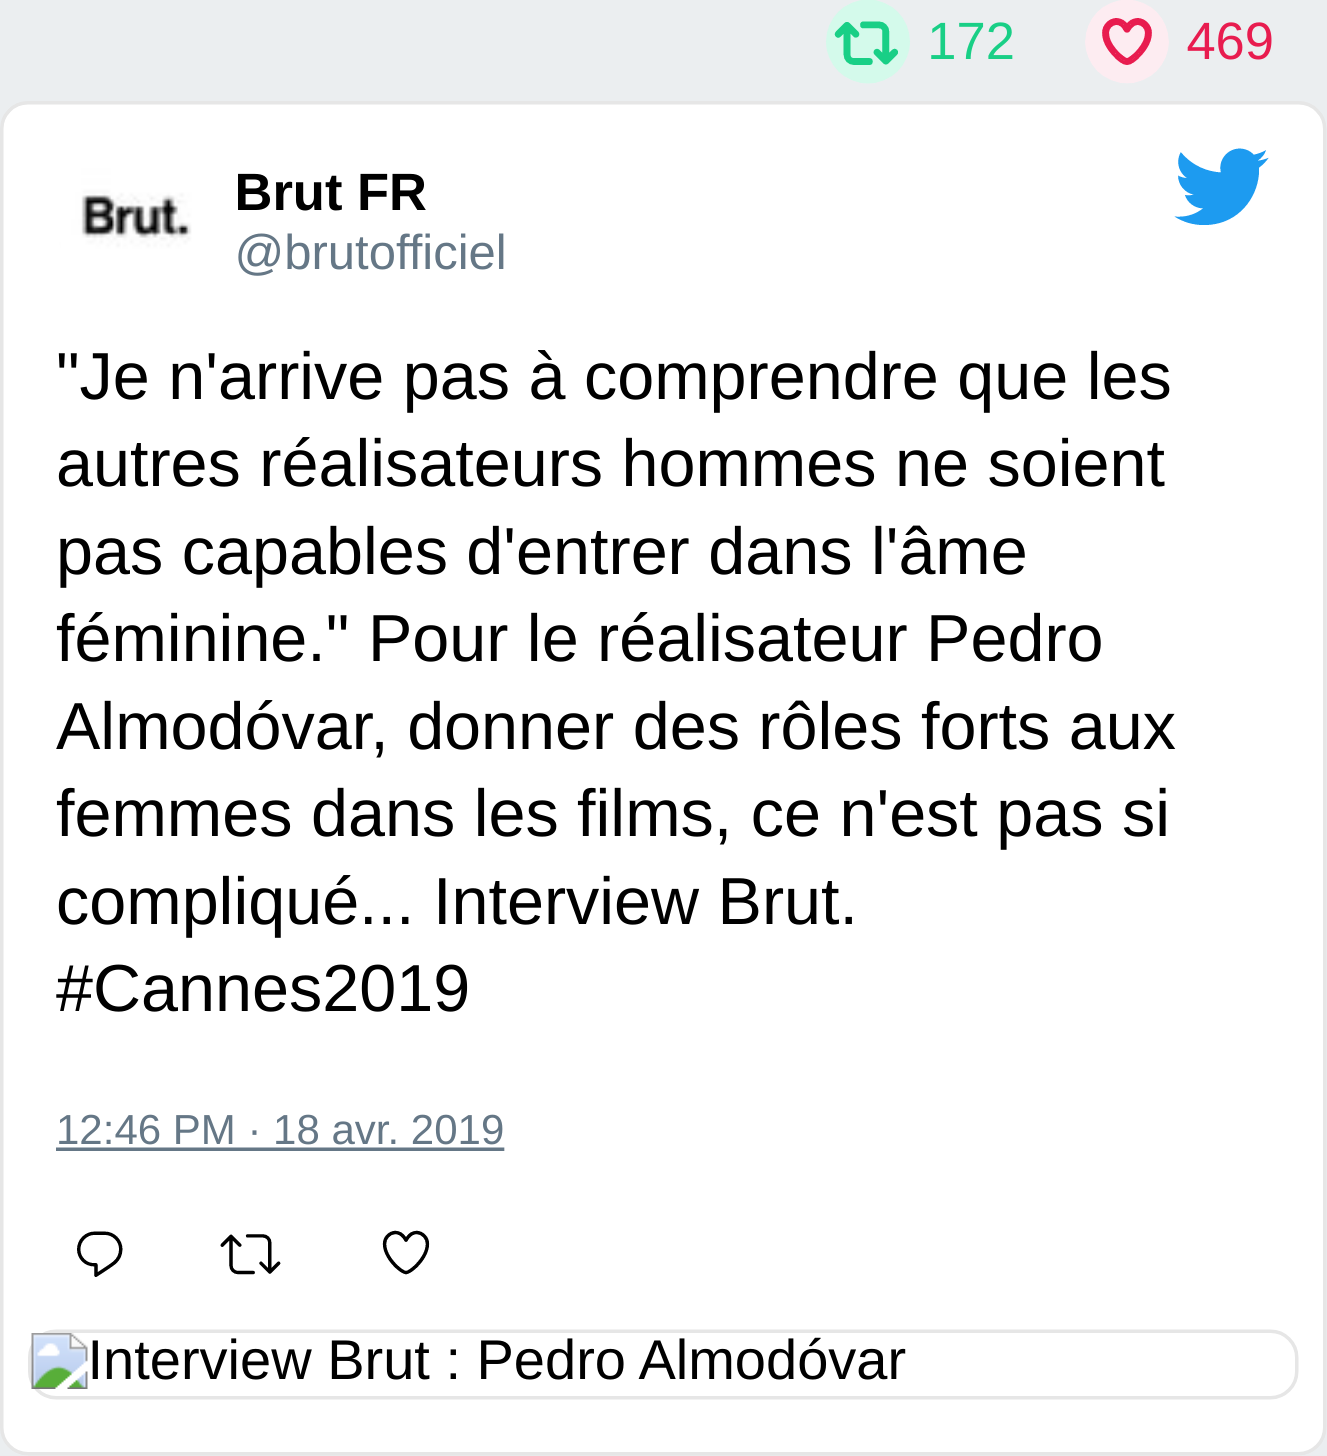 172 469
Brut.
Brut FR
@brutofficiel
"Je n'arrive pas à comprendre que les
autres réalisateurs hommes ne soient
pas capables d'entrer dans l'âme
féminine." Pour le réalisateur Pedro
Almodóvar, donner des rôles forts aux
femmes dans les films, ce n'est pas si
compliqué... Interview Brut.
#Cannes2019
12:46 PM · 18 avr. 2019
Interview Brut : Pedro Almodóvar